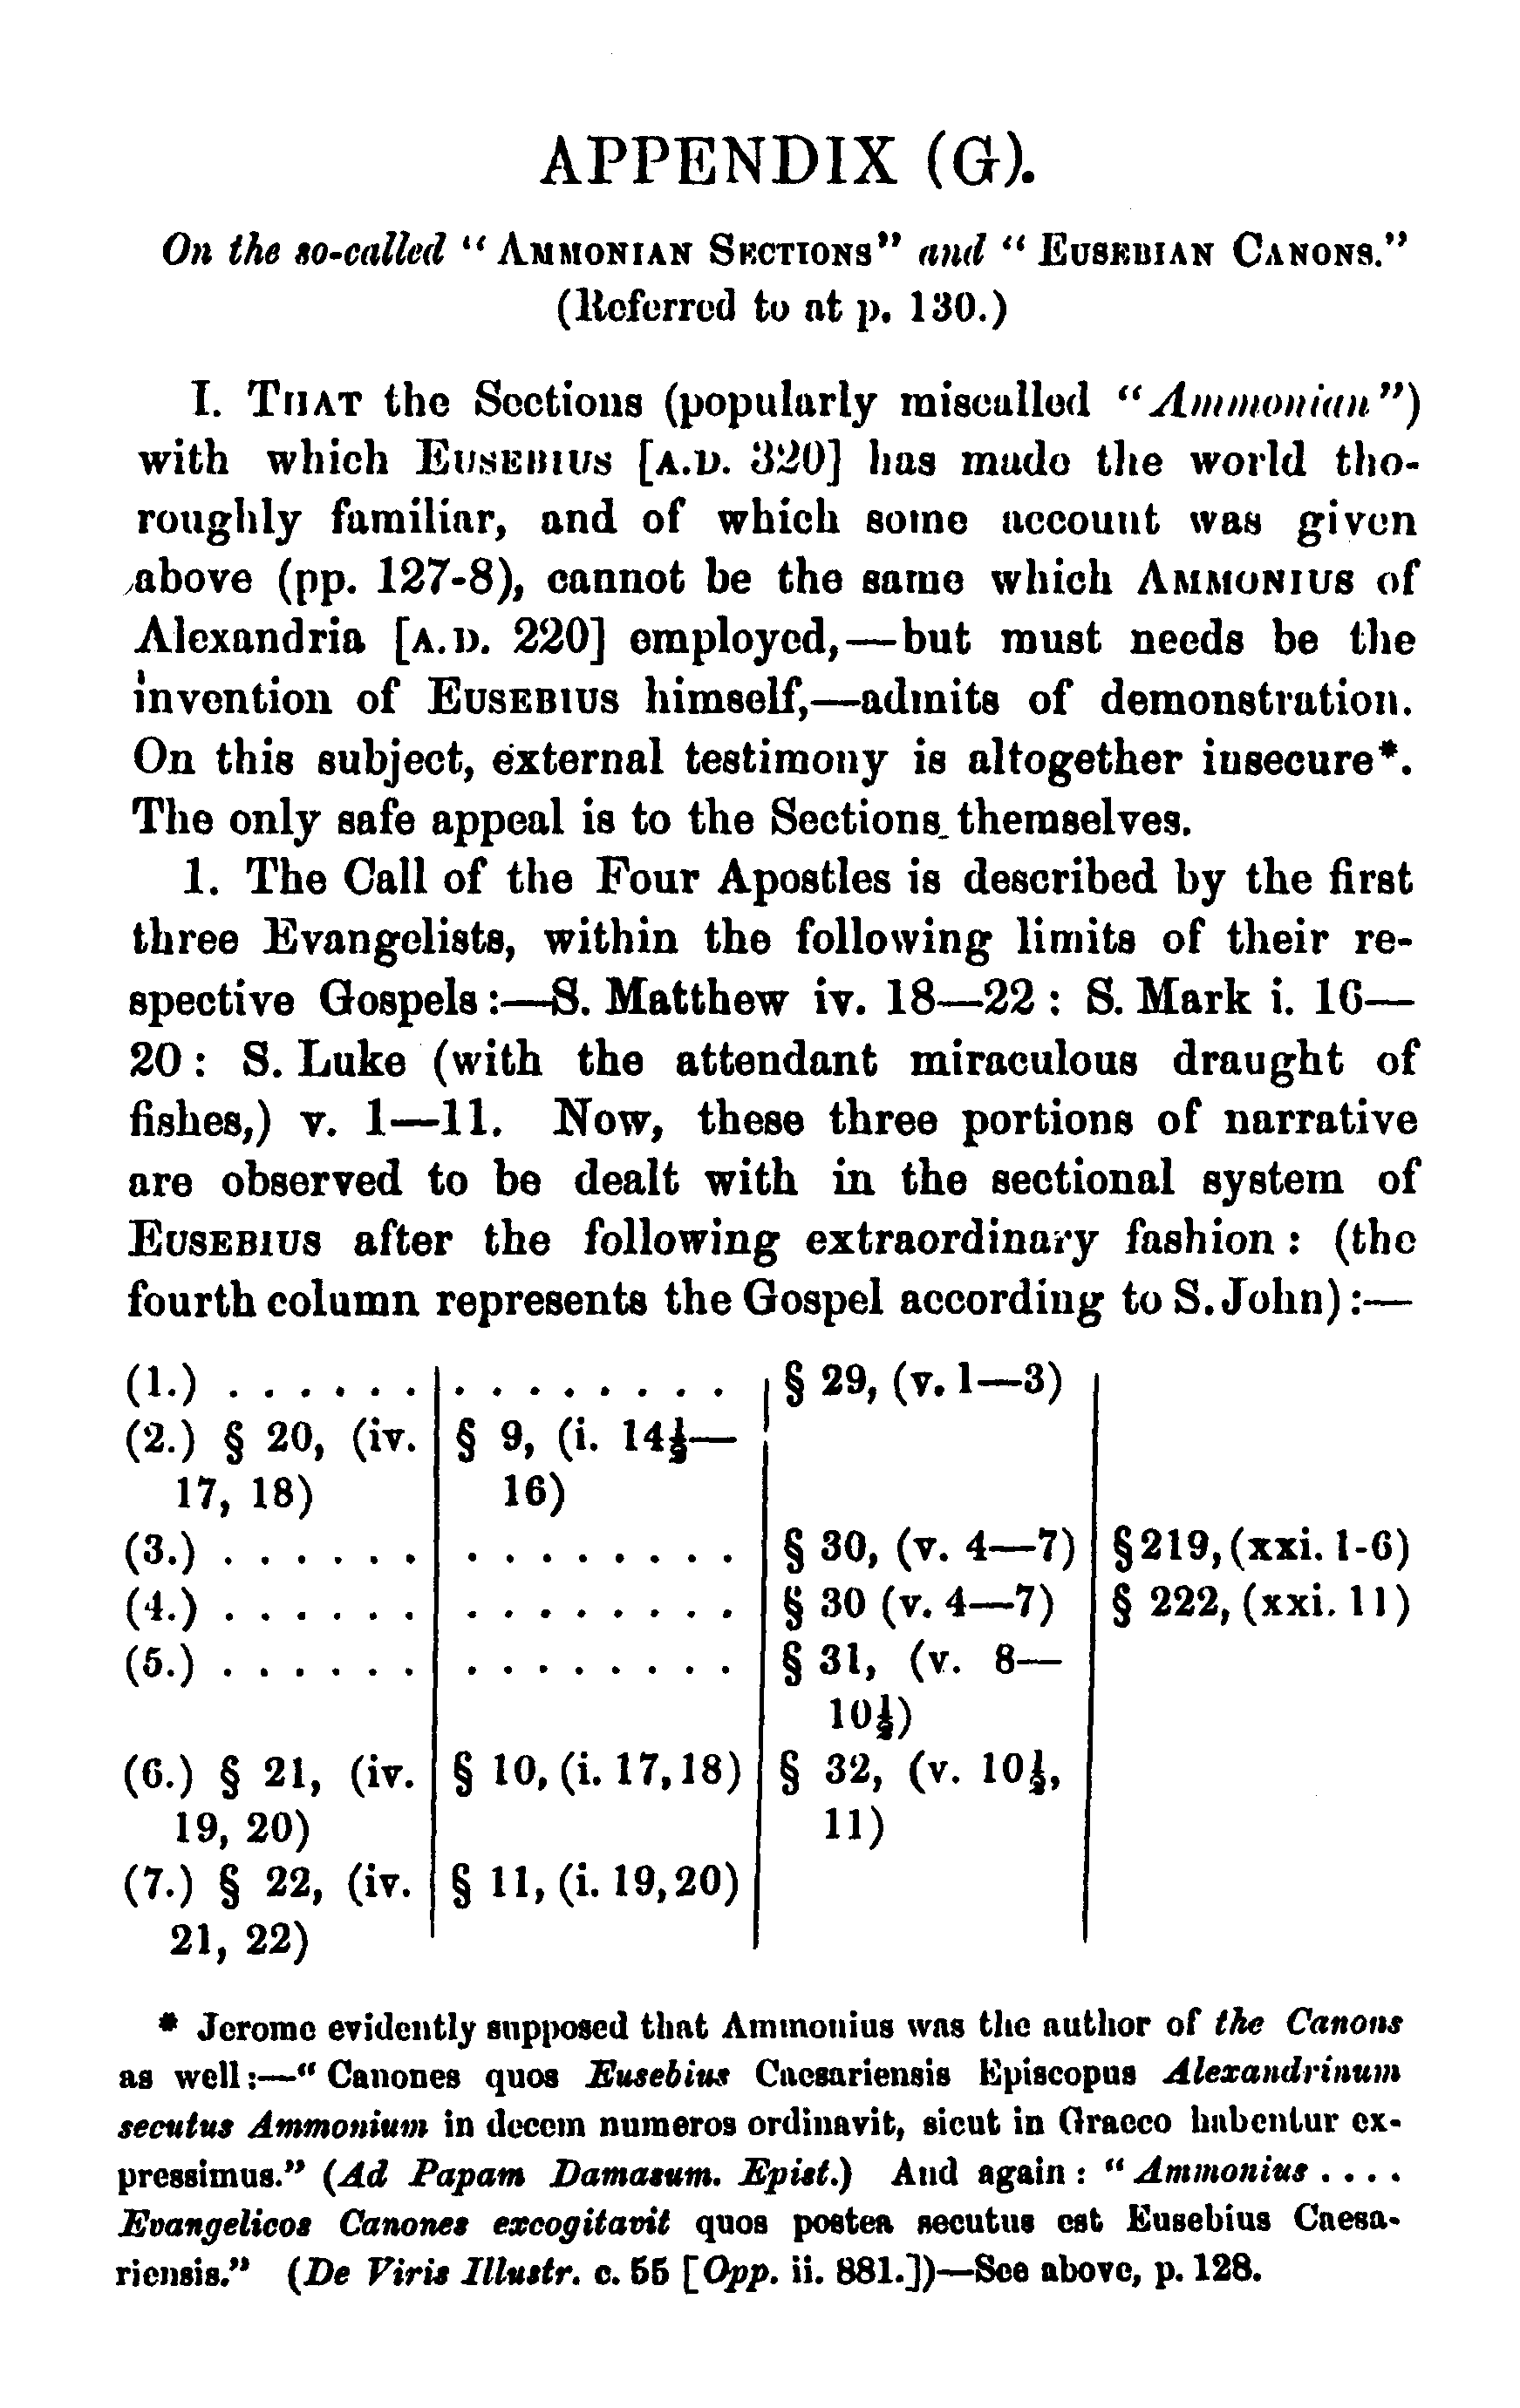 APPENDIX (G).
On the so-called "AMMONIAN SECTIONS" and "EUSEBIAN CANONS."
(Referred to at p. 130.)
I. THAT the Sections (popularly miscalled "Ammonian")
with which EUSEBIUS [A.D. 320] has made the world tho-
roughly familiar, and of which some account was given
above (pp. 127-8), cannot be the same which AMMONIUS of
Alexandria [A.D. 220] employed,—but must needs be the
invention of EUSEBIUS himself,—admits of demonstration.
On this subject, external testimony is altogether insecure*.
The only safe appeal is to the Sections themselves.
1. The Call of the Four Apostles is described by the first
three Evangelists, within the following limits of their re-
spective Gospels:—S. Matthew iv. 18—22: S. Mark i. 16—
20: S. Luke (with the attendant miraculous draught of
fishes,) v. 1—11. Now, these three portions of narrative
are observed to be dealt with in the sectional system of
EUSEBIUS after the following extraordinary fashion: (the
fourth column represents the Gospel according to S. John):—
(1.) . . . . . . . . . . . . . . § 29, (v. 1—3)
(2.) § 20, (iv. § 9, (i. 14½—
17, 18) 16)
(3.) . . . . . . . . . . . . . . § 30, (v. 4—7) § 219, (xxi. 1-6)
(4.) . . . . . . . . . . . . . . § 30 (v. 4—7) § 222, (xxi. 11)
(5.) . . . . . . . . . . . . . . § 31, (v. 8—
10½)
(6.) § 21, (iv. § 10, (i. 17, 18) § 32, (v. 10½,
19, 20) 11)
(7.) § 22, (iv. § 11, (i. 19, 20)
21, 22)
* Jerome evidently supposed that Ammonius was the author of the Canons
as well:—"Canones quos Eusebius Caesariensis Episcopus Alexandrinum
secutus Ammonium in decem numeros ordinavit, sicut in Graeco habentur ex-
pressimus." (Ad Papam Damasum. Epist.) And again: "Ammonius . . . .
Evangelicos Canones excogitavit quos postea secutus est Eusebius Caesa-
riensis." (De Viris Illustr. c. 55 [Opp. ii. 881.])—See above, p. 128.